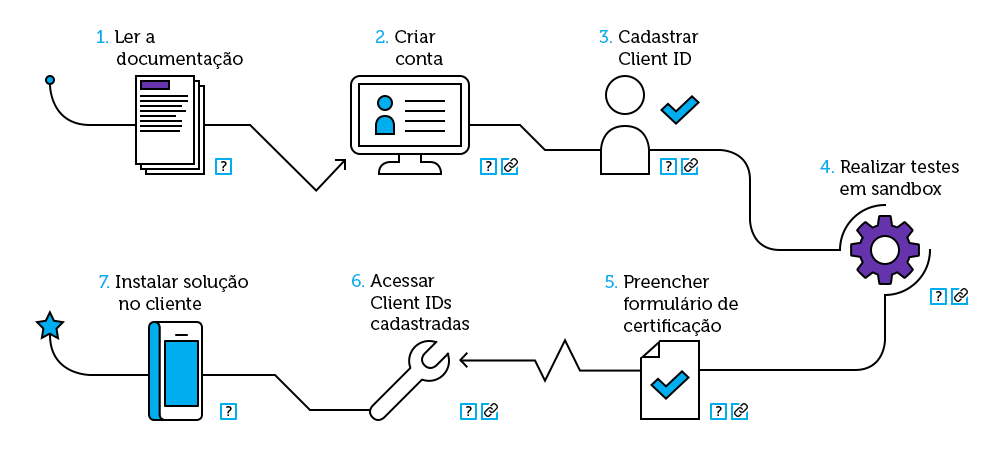 1. Ler a
documentação
?
2. Criar
conta
?
3. Cadastrar
Client ID
?
4. Realizar testes
em sandbox
?
5. Preencher
formulário de
certificação
?
6. Acessar
Client IDs
cadastradas
?
7. Instalar solução
no cliente
?